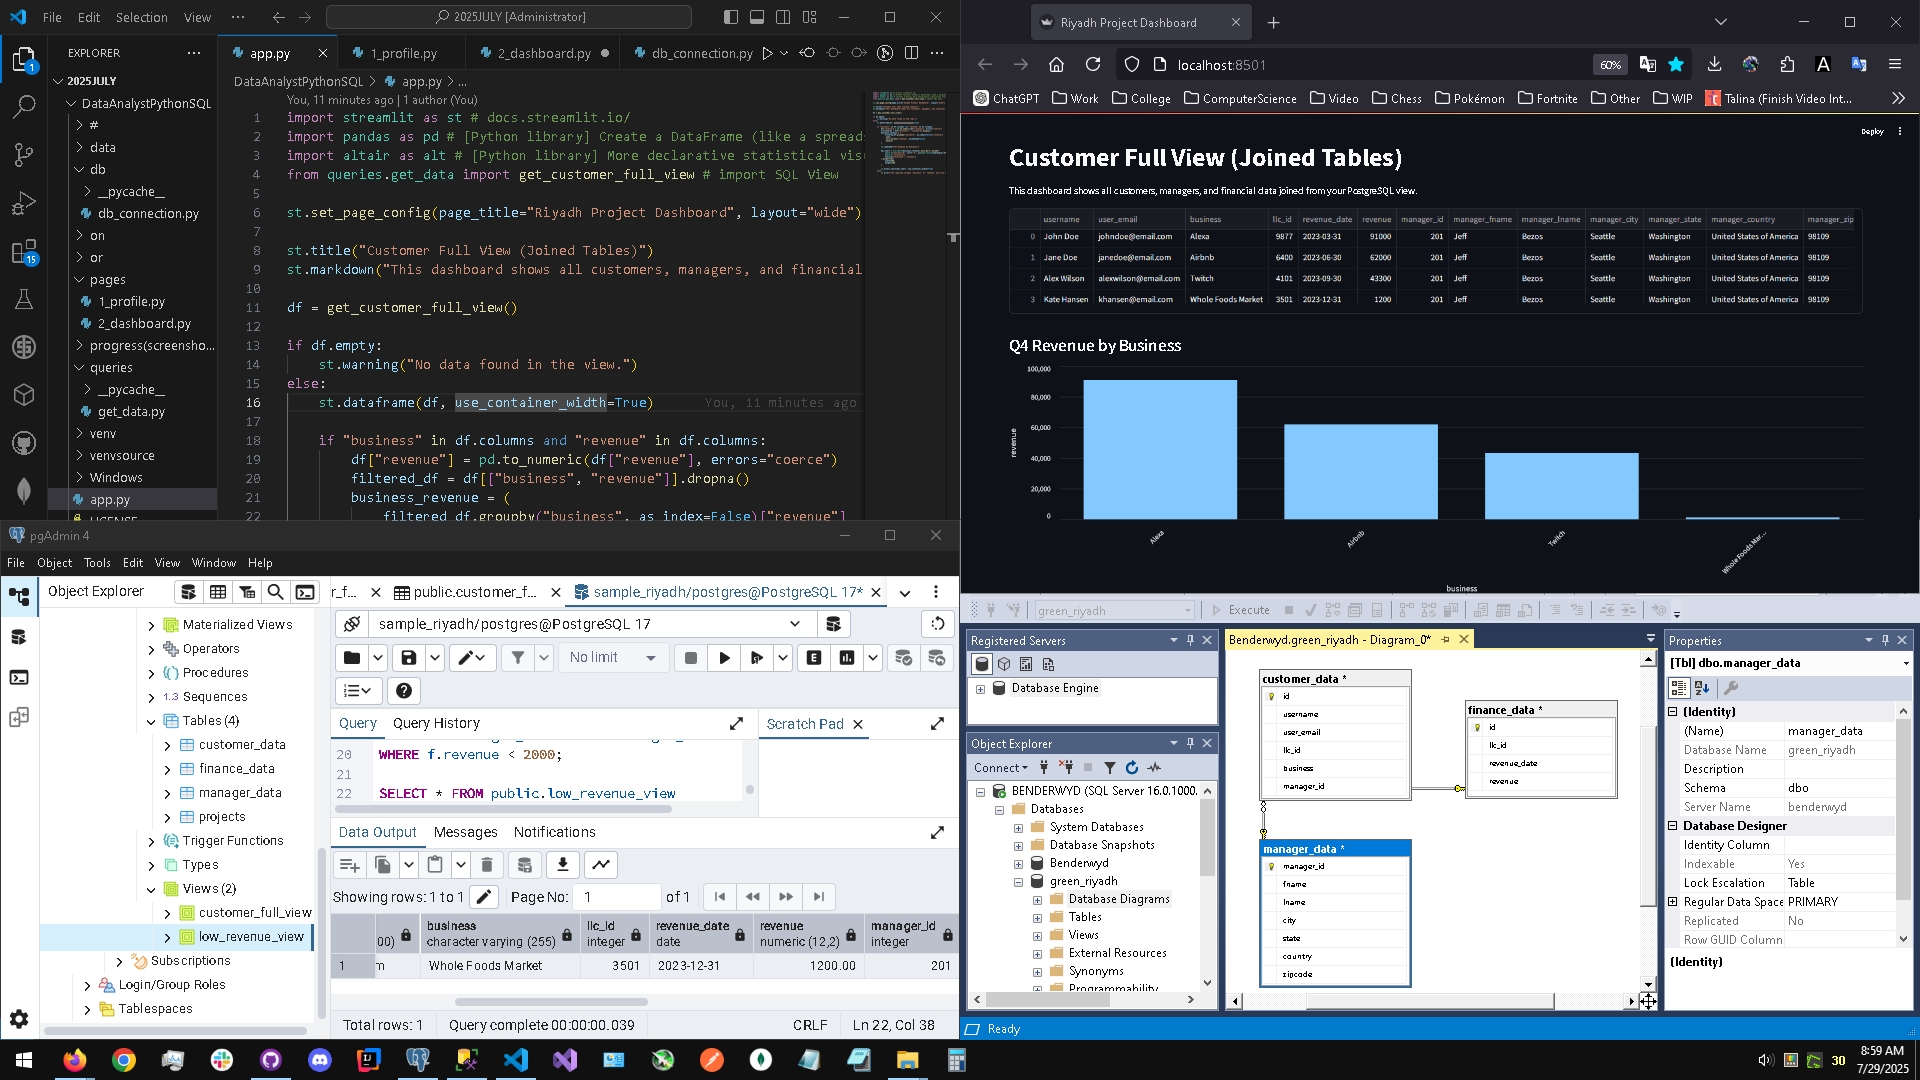 File Edit Selection View ··· 2025JULY [Administrator]
EXPLORER
1
2025JULY
DataAnalystPythonSQL
#
data
db
__pycache__
db_connection.py
on
or
pages
1_profile.py
2_dashboard.py
progress(screensho...
queries
__pycache__
get_data.py
venv
venvsource
Windows
app.py
15
app.py 1_profile.py 2_dashboard.py db_connection.py
DataAnalystPythonSQL > app.py > ...
You, 11 minutes ago | 1 author (You)
1 import streamlit as st # docs.streamlit.io/
2 import pandas as pd # [Python library] Create a DataFrame (like a spread
3 import altair as alt # [Python library] More declarative statistical vis
4 from queries.get_data import get_customer_full_view # import SQL View
5
6 st.set_page_config(page_title="Riyadh Project Dashboard", layout="wide")
7
8 st.title("Customer Full View (Joined Tables)")
9 st.markdown("This dashboard shows all customers, managers, and financial
10
11 df = get_customer_full_view()
12
13 if df.empty:
14 st.warning("No data found in the view.")
15 else:
16 st.dataframe(df, use_container_width=True) You, 11 minutes ago
17
18 if "business" in df.columns and "revenue" in df.columns:
19 df["revenue"] = pd.to_numeric(df["revenue"], errors="coerce")
20 filtered_df = df[["business", "revenue"]].dropna()
21 business_revenue = (
22 filtered_df.groupby("business", as_index=False)["revenue"]
Riyadh Project Dashboard
localhost:8501 60%
ChatGPT Work College ComputerScience Video Chess Pokémon Fortnite Other WIP Talina (Finish Video Int...
Deploy
Customer Full View (Joined Tables)
This dashboard shows all customers, managers, and financial data joined from your PostgreSQL view.
username user_email business llc_id revenue_date revenue manager_id manager_fname manager_lname manager_city manager_state manager_country manager_zip
0 John Doe johndoe@email.com Alexa 9877 2023-03-31 91000 201 Jeff Bezos Seattle Washington United States of America 98109
1 Jane Doe janedoe@email.com Airbnb 6400 2023-06-30 62000 201 Jeff Bezos Seattle Washington United States of America 98109
2 Alex Wilson alexwilson@email.com Twitch 4101 2023-09-30 43300 201 Jeff Bezos Seattle Washington United States of America 98109
3 Kate Hansen khansen@email.com Whole Foods Market 3501 2023-12-31 1200 201 Jeff Bezos Seattle Washington United States of America 98109
Q4 Revenue by Business
100,000
80,000
60,000
40,000
20,000
0
revenue
Alexa Airbnb Twitch Whole Foods Mar...
business
pgAdmin 4
File Object Tools Edit View Window Help
Object Explorer
Materialized Views
Operators
Procedures
1.3 Sequences
Tables (4)
customer_data
finance_data
manager_data
projects
Trigger Functions
Types
Views (2)
customer_full_view
low_revenue_view
Subscriptions
Login/Group Roles
Tablespaces
r_f... public.customer_f... sample_riyadh/postgres@PostgreSQL 17*
sample_riyadh/postgres@PostgreSQL 17
No limit
Query Query History Scratch Pad
20 WHERE f.revenue < 2000;
21
22 SELECT * FROM public.low_revenue_view
Data Output Messages Notifications
Showing rows: 1 to 1 Page No: 1 of 1
00) business character varying (255) llc_id integer revenue_date date revenue numeric (12,2) manager_id integer
1 m Whole Foods Market 3501 2023-12-31 1200.00 201
Total rows: 1 Query complete 00:00:00.039 CRLF Ln 22, Col 38
green_riyadh Execute
Registered Servers
Database Engine
Object Explorer
Connect
BENDERWYD (SQL Server 16.0.1000.
Databases
System Databases
Database Snapshots
Benderwyd
green_riyadh
Database Diagrams
Tables
Views
External Resources
Synonyms
Programmability
Benderwyd.green_riyadh - Diagram_0*
customer_data *
id
username
user_email
llc_id
business
manager_id
finance_data *
id
llc_id
revenue_date
revenue
manager_data *
manager_id
fname
lname
city
state
country
zipcode
Properties
[Tbl] dbo.manager_data
(Identity)
(Name) manager_data
Database Name green_riyadh
Description
Schema dbo
Server Name benderwyd
Database Designer
Identity Column
Indexable Yes
Lock Escalation Table
Regular Data Space PRIMARY
Replicated No
Row GUID Column
(Identity)
Ready
30
8:59 AM
7/29/2025